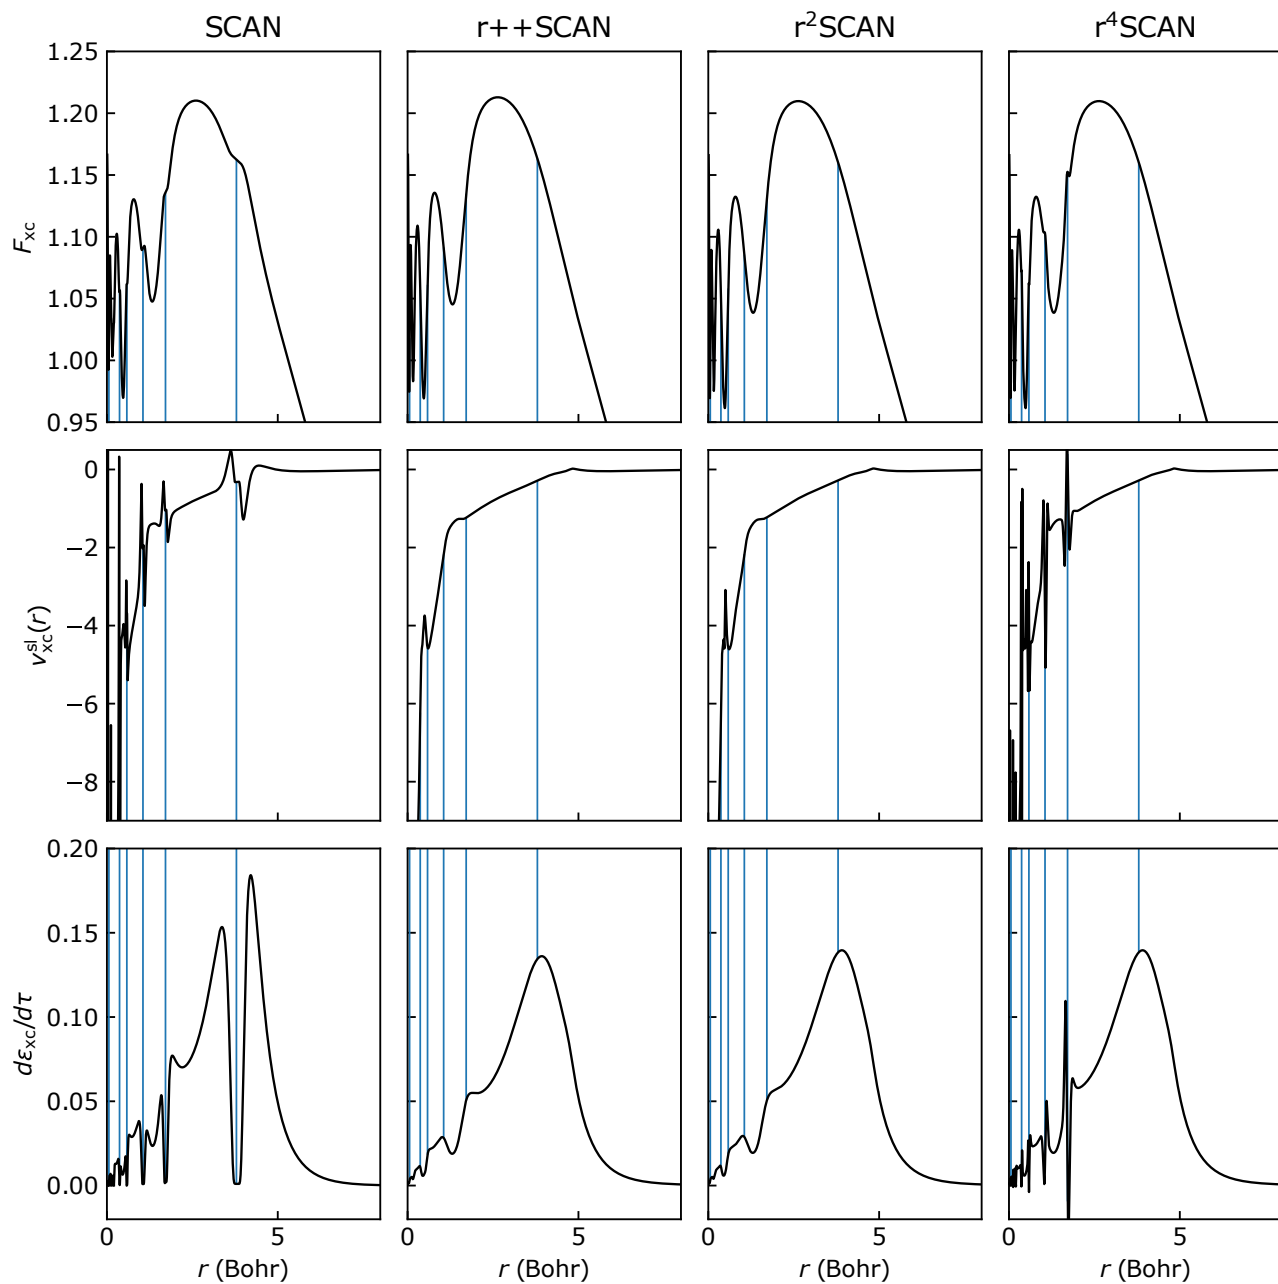 SCAN r++SCAN r²SCAN r⁴SCAN
1.25
1.20
1.15
1.10
1.05
1.00
0.95
F_xc
0
−2
−4
−6
−8
v_xc^sl(r)
0.20
0.15
0.10
0.05
0.00
dε_xc/dτ
0 5 0 5 0 5 0 5
r (Bohr) r (Bohr) r (Bohr) r (Bohr)